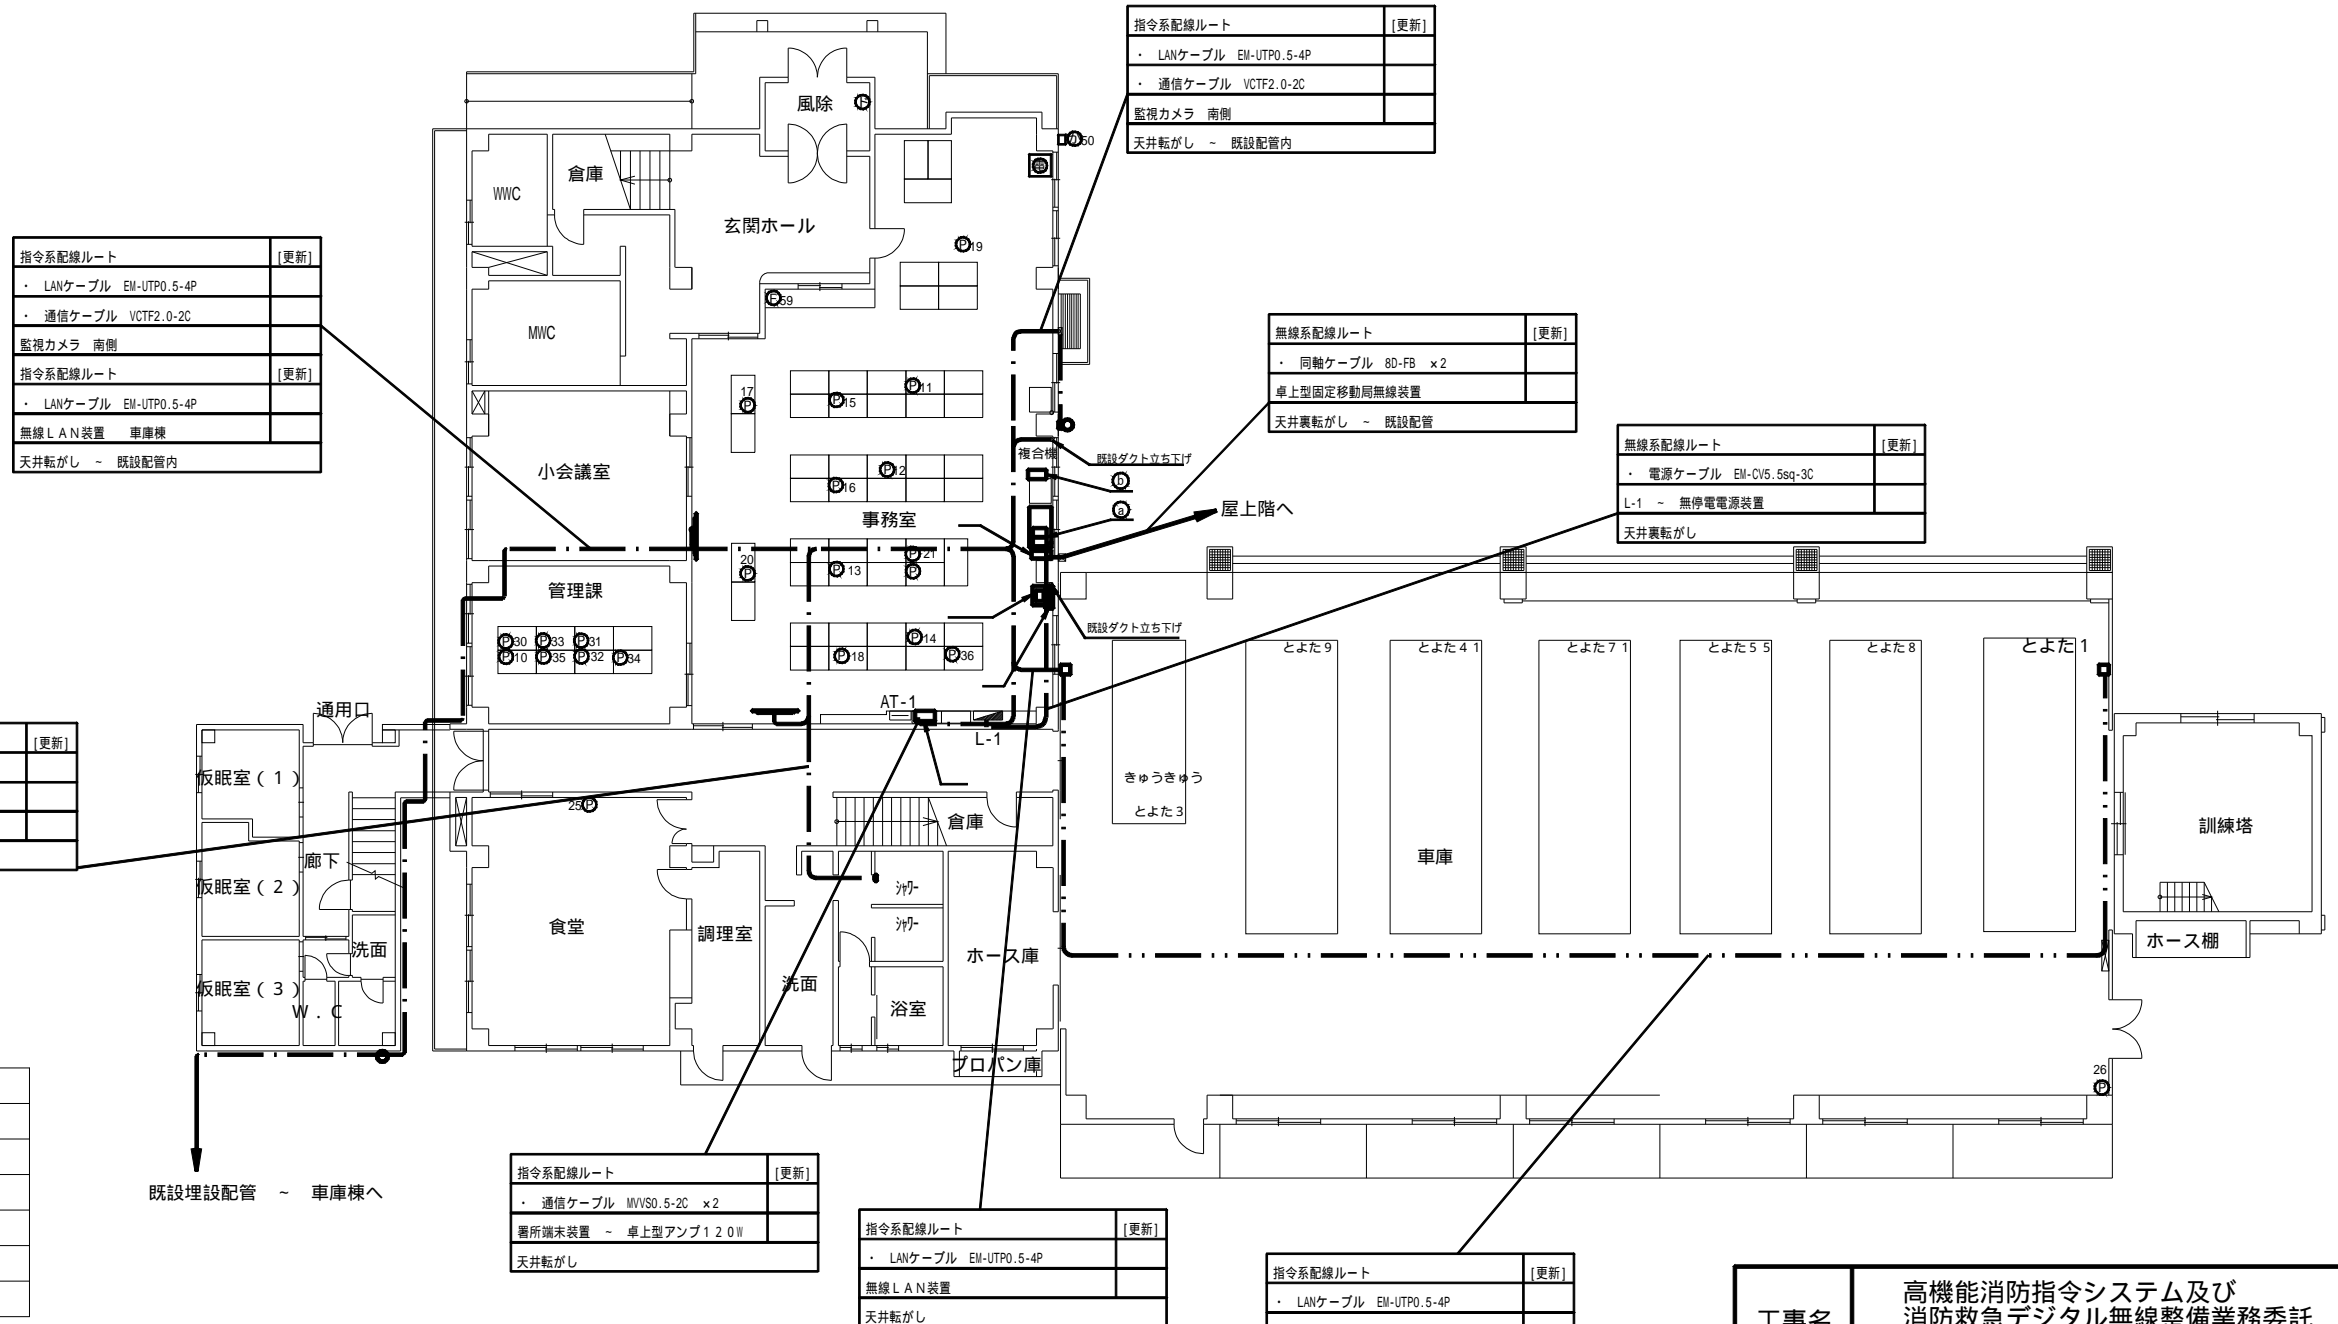 指令系配線ルート [更新]
・ LANケーブル EM-UTP0.5-4P
・ 通信ケーブル VCTF2.0-2C
監視カメラ 南側
天井転がし ~ 既設配管内
指令系配線ルート [更新]
・ LANケーブル EM-UTP0.5-4P
・ 通信ケーブル VCTF2.0-2C
監視カメラ 南側
指令系配線ルート [更新]
・ LANケーブル EM-UTP0.5-4P
無線LAN装置 車庫棟
天井転がし ~ 既設配管内
無線系配線ルート [更新]
・ 同軸ケーブル 8D-FB ×2
卓上型固定移動局無線装置
天井裏転がし ~ 既設配管
無線系配線ルート [更新]
・ 電源ケーブル EM-CV5.5sq-3C
L-1 ~ 無停電電源装置
天井裏転がし
[更新]
風除
ト
50
倉庫
WWC
玄関ホール
P19
59
MWC
17
P
P15
P11
小会議室
複合機
既設ダクト立ち下げ
P12
P16
b
a
事務室
屋上階へ
20
P
P21
P13
P
管理課
既設ダクト立ち下げ
P30 P33 P31
P10 P35 P32 P34
P14
P18
P36
とよた9
とよた41
とよた71
とよた55
とよた8
とよた1
通用口
AT-1
L-1
仮眠室(1)
きゅうきゅう
とよた3
25P
倉庫
訓練塔
廊下
車庫
仮眠室(2)
シャワー
シャワー
食堂
調理室
洗面
ホース庫
ホース棚
仮眠室(3)
W.C
洗面
浴室
プロパン庫
26
P
既設埋設配管 ~ 車庫棟へ
指令系配線ルート [更新]
・ 通信ケーブル MVVS0.5-2C ×2
署所端末装置 ~ 卓上型アンプ120W
天井転がし
指令系配線ルート [更新]
・ LANケーブル EM-UTP0.5-4P
無線LAN装置
天井転がし
指令系配線ルート [更新]
・ LANケーブル EM-UTP0.5-4P
工事名
高機能消防指令システム及び
消防救急デジタル無線整備業務委託